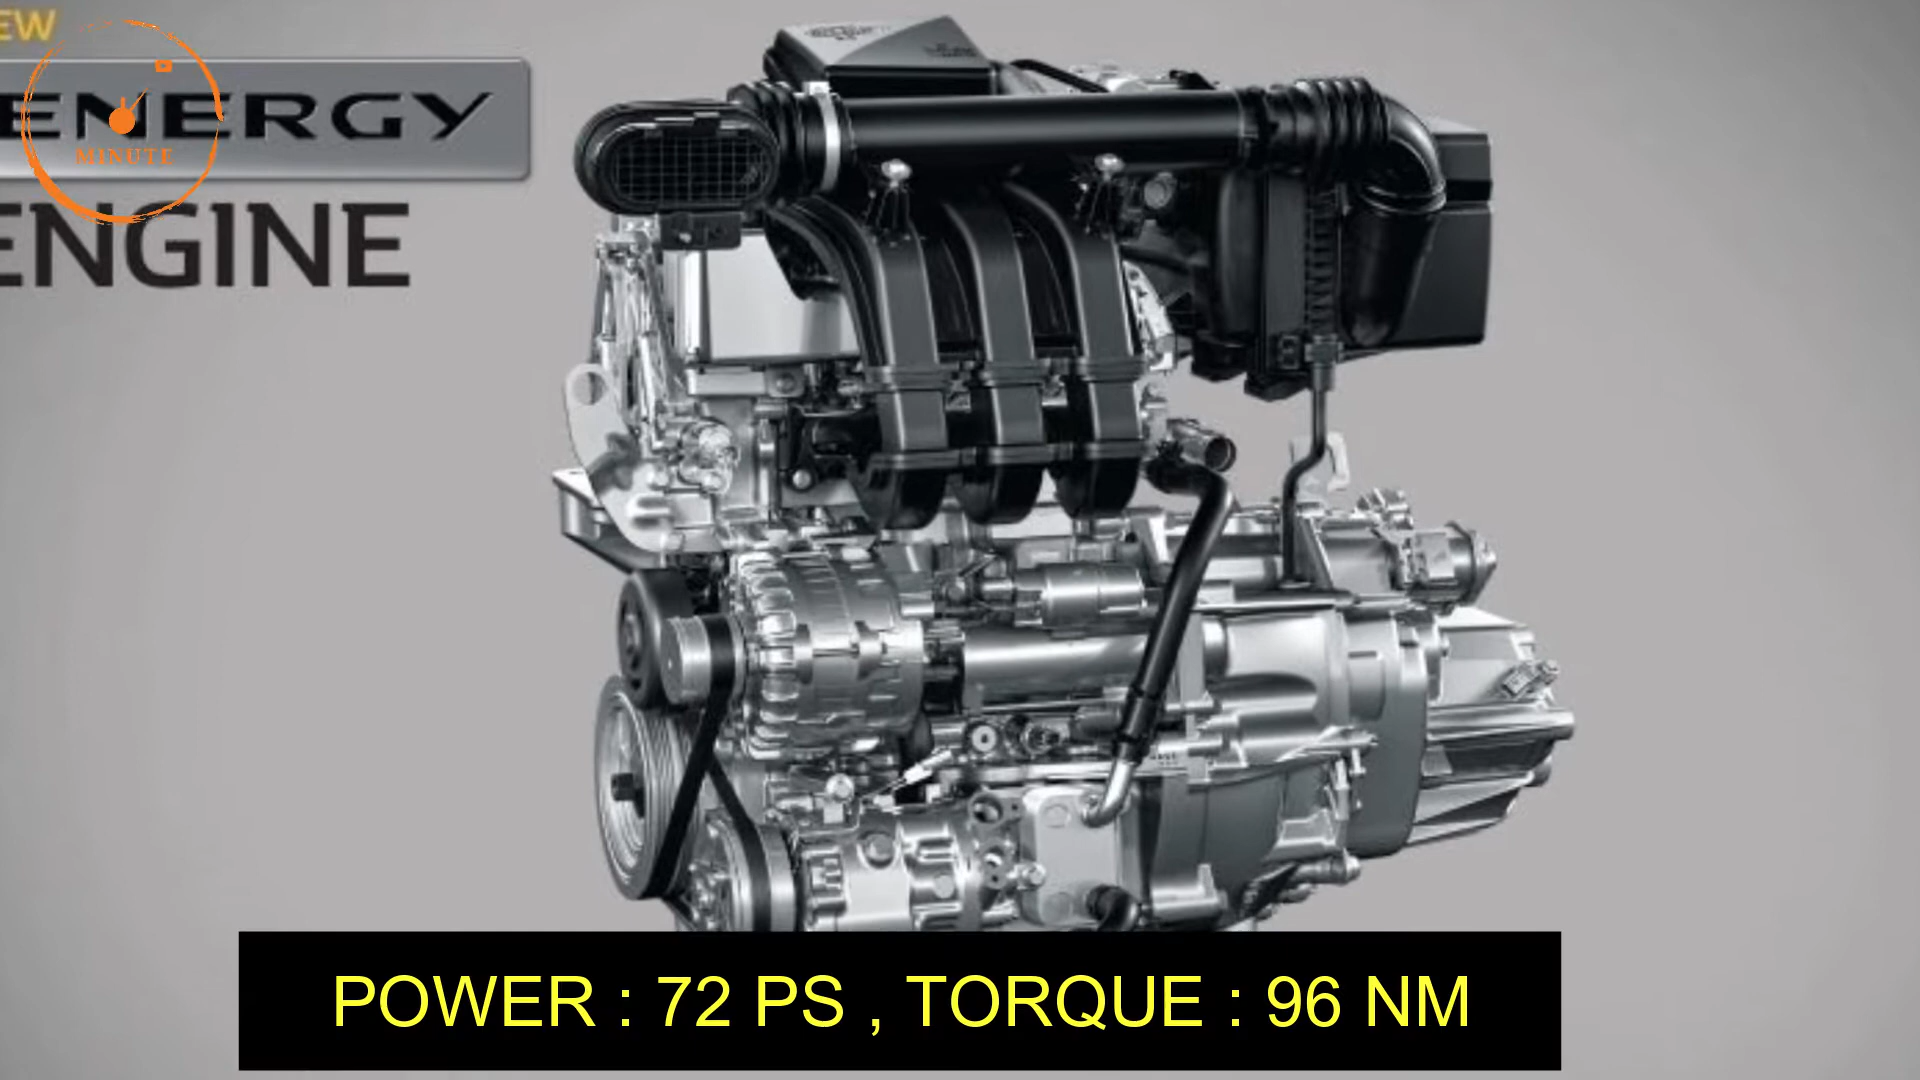 EW
ENERGY
MINUTE
ENGINE
POWER : 72 PS , TORQUE : 96 NM